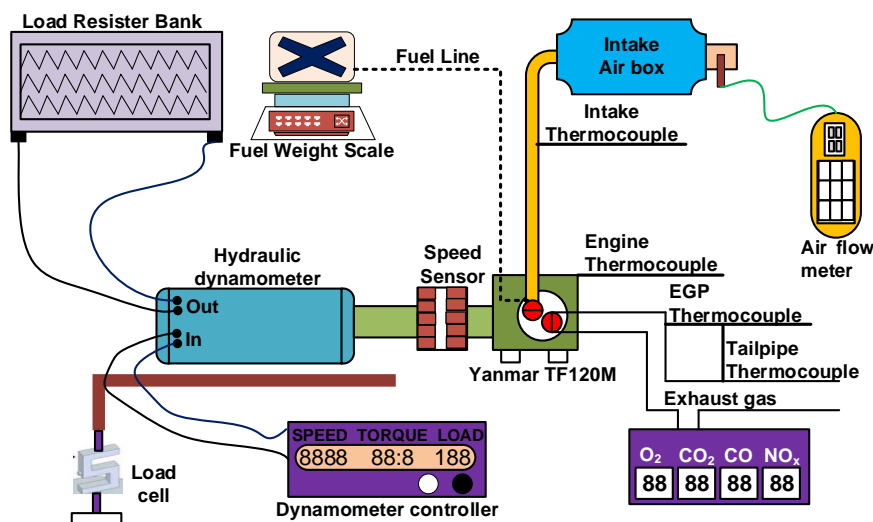 Load Resister Bank
Fuel Line
Intake
Air box
Fuel Weight Scale
Intake
Thermocouple
Air flow
meter
Hydraulic
dynamometer
Speed
Sensor
Engine
Thermocouple
Out
In
EGP
Thermocouple
Tailpipe
Thermocouple
Yanmar TF120M
Exhaust gas
Load
cell
SPEED TORQUE LOAD
8888 88:8 188
Dynamometer controller
O₂ CO₂ CO NOₓ
88 88 88 88